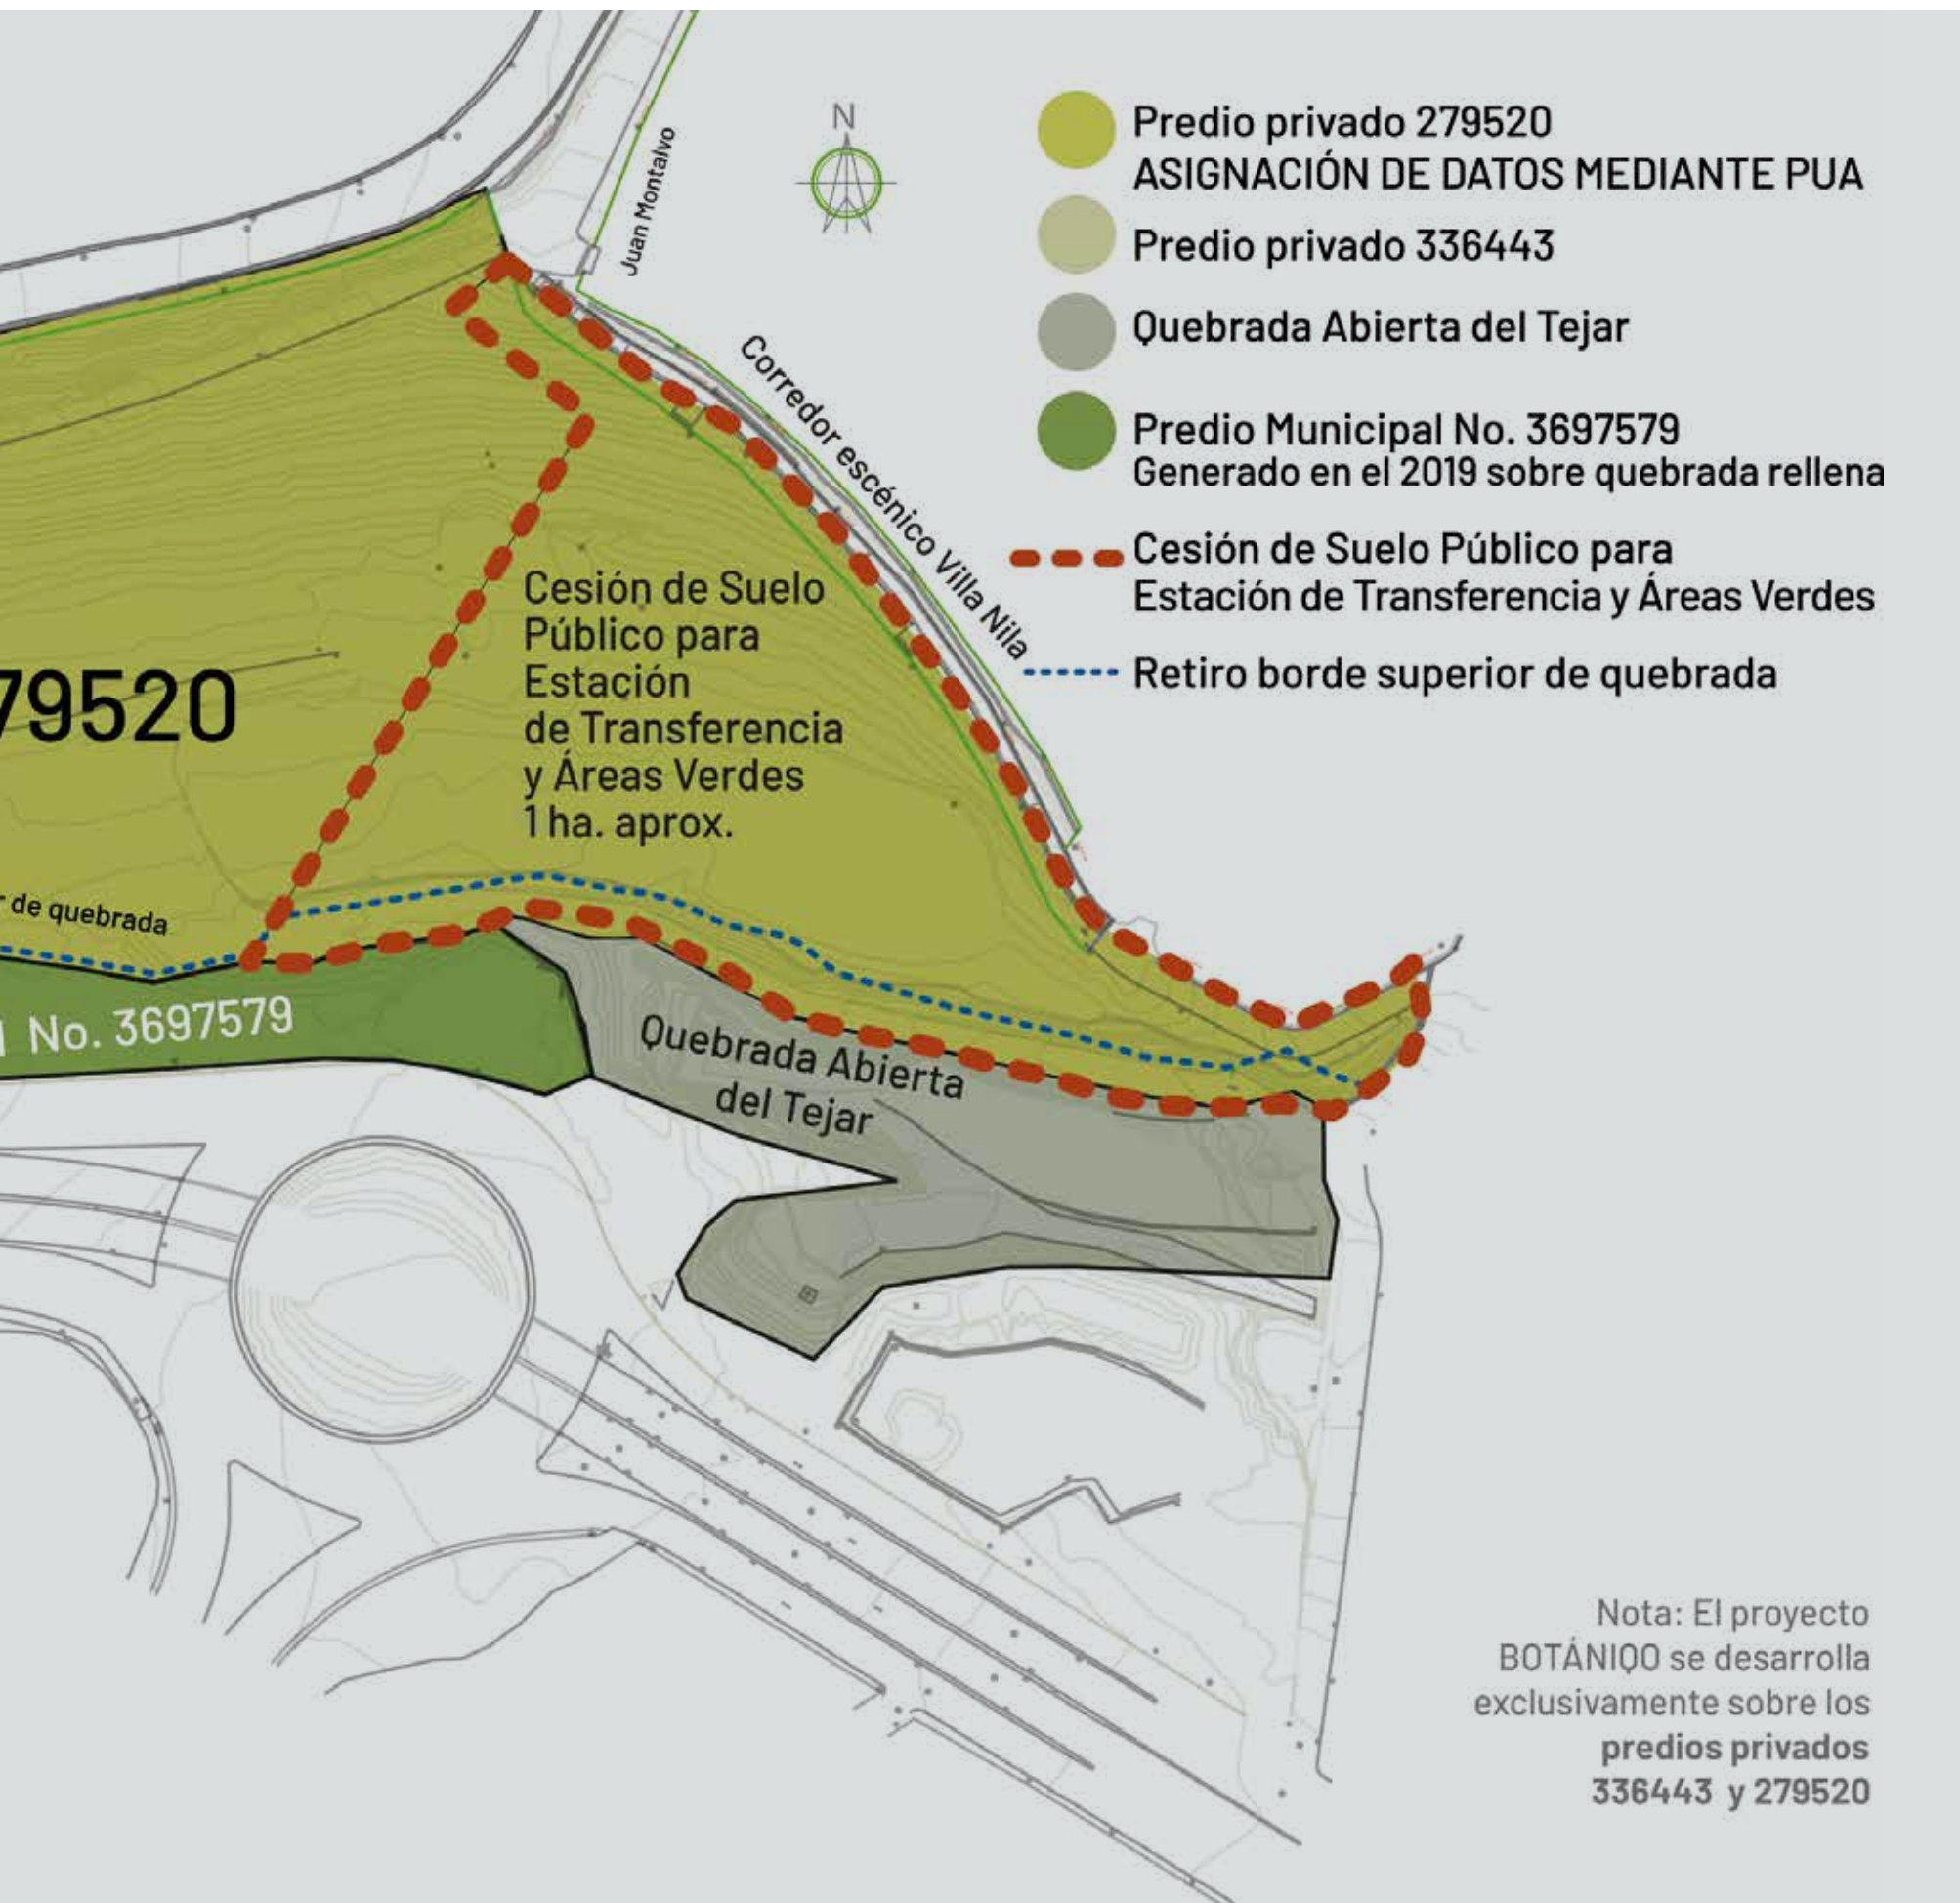 N
Juan Montalvo
Predio privado 279520
ASIGNACIÓN DE DATOS MEDIANTE PUA
Predio privado 336443
Quebrada Abierta del Tejar
Predio Municipal No. 3697579
Generado en el 2019 sobre quebrada rellena
Cesión de Suelo Público para
Estación de Transferencia y Áreas Verdes
Retiro borde superior de quebrada
Corredor escénico Villa Nila
Cesión de Suelo
Público para
Estación
de Transferencia
y Áreas Verdes
1 ha. aprox.
79520
de quebrada
No. 3697579
Quebrada Abierta
del Tejar
Nota: El proyecto
BOTÁNIQO se desarrolla
exclusivamente sobre los
predios privados
336443 y 279520